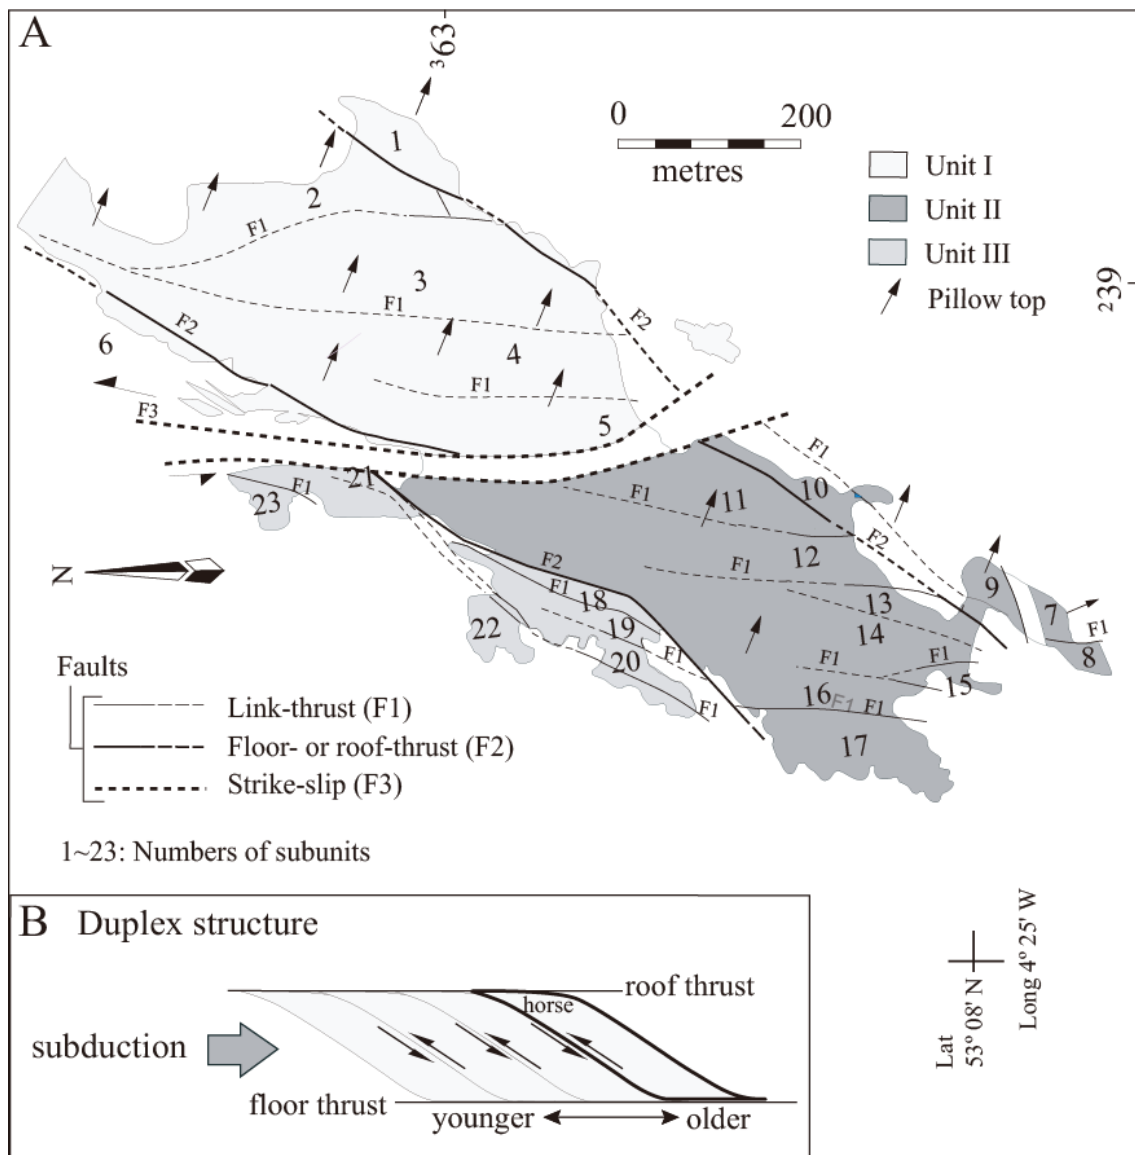 A
³63
0 200
metres
Unit I
Unit II
Unit III
Pillow top
²39
1
2
F1
3
F1
F2
4
F2
6
F1
F3
5
F1
21
F1
23
F1
11
10
F2
12
F1
F2
F1
18
13
9
7
14
F1
8
22
19
F1
20
F1
F1
F1
15
16
F1
F1
17
N
Faults
Link-thrust (F1)
Floor- or roof-thrust (F2)
Strike-slip (F3)
1~23: Numbers of subunits
Lat
53° 08' N
Long 4° 25' W
B Duplex structure
roof thrust
horse
subduction
floor thrust
younger
older